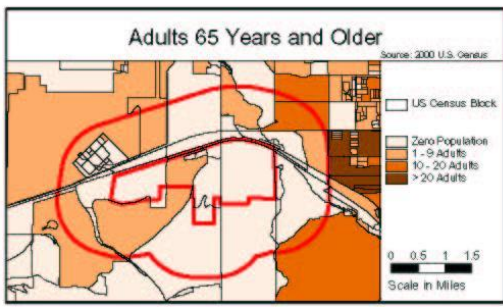 Adults 65 Years and Older
Source: 2000 U.S. Census
US Census Block
Zero Population
1 - 9 Adults
10 - 20 Adults
> 20 Adults
0 0.5 1 1.5
Scale in Miles